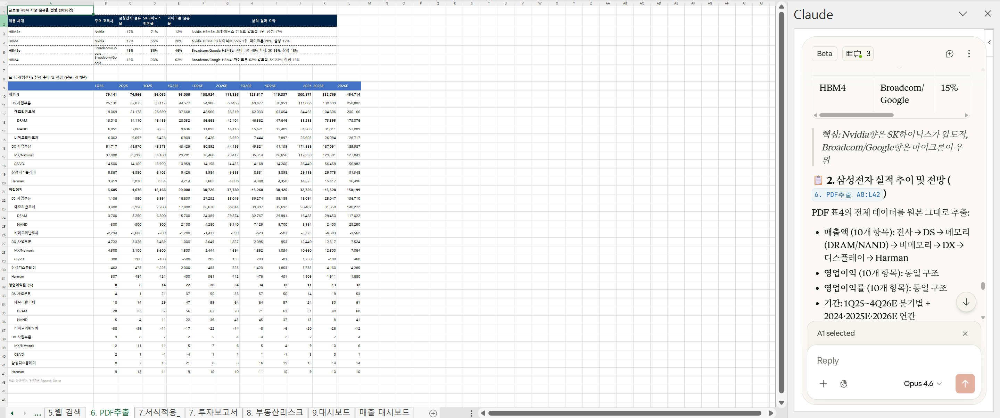 A B C D E F G H I J K L M N O P Q R S T U V W X Y Z AA AB AC AD AE AF AG AH AI AJ
1 글로벌 HBM 시장 점유율 전망 (2026년)
2 제품 세대 주요 고객사 삼성전자 점유율 SK하이닉스 점유율 마이크론 점유율 분석 결과 요약
3 HBM3e Nvidia 17% 71% 12% Nvidia HBM3e: SK하이닉스 71%로 압도적 1위, 삼성 17%
4 HBM4 Nvidia 17% 55% 28% Nvidia HBM4: SK하이닉스 55% 1위, 마이크론 28%, 삼성 17%
5 HBM3e Broadcom/Google 18% 36% 46% Broadcom/Google HBM3e: 마이크론 46% 최대, SK 36%, 삼성 18%
6 HBM4 Broadcom/Google 15% 23% 62% Broadcom/Google HBM4: 마이크론 62% 압도적, SK 23%, 삼성 15%
7
8 표 4. 삼성전자: 실적 추이 및 전망 (단위: 십억원)
9 1Q25 2Q25 3Q25 4Q25E 1Q26E 2Q26E 3Q26E 4Q26E 2024 2025E 2026E
10 매출액 79,141 74,566 86,062 93,000 108,524 111,336 125,517 119,337 300,871 332,769 464,714
11 DS 사업부문 25,131 27,875 33,117 44,577 54,986 63,468 69,477 70,951 111,066 130,699 258,882
12 메모리반도체 19,069 21,178 26,690 37,668 48,560 56,519 62,033 63,054 84,463 104,606 230,166
13 DRAM 13,018 14,110 18,436 28,032 36,668 42,401 46,362 47,646 53,255 73,595 173,076
14 NAND 6,051 7,069 8,255 9,636 11,892 14,118 15,671 15,409 31,208 31,011 57,089
15 비메모리반도체 6,062 6,697 6,426 6,909 6,426 6,950 7,444 7,897 26,603 26,094 28,717
16 DX 사업부문 51,717 43,570 48,375 43,429 50,892 44,136 49,821 41,139 174,888 187,091 185,987
17 MX/Network 37,000 29,200 34,100 29,201 36,460 29,412 35,314 26,656 117,230 129,501 127,841
18 CE/VD 14,500 14,100 13,900 13,959 14,158 14,455 14,169 14,200 56,440 56,459 56,982
19 삼성디스플레이 5,867 6,380 8,102 9,426 5,984 6,635 8,831 9,898 29,158 29,775 31,348
20 Harman 3,419 3,830 3,954 4,214 3,662 4,096 4,388 4,350 14,275 15,417 16,496
21 영업이익 6,685 4,676 12,166 20,000 30,726 37,780 43,268 38,425 32,726 43,528 150,199
22 DS 사업부문 1,106 350 6,991 16,600 27,232 35,016 39,274 35,189 15,094 25,047 136,710
23 메모리반도체 3,400 2,950 7,700 17,800 28,670 36,014 39,897 35,692 20,467 31,850 140,272
24 DRAM 3,700 3,250 6,800 15,700 24,389 29,874 32,767 29,991 16,483 29,450 117,022
25 NAND -300 -300 900 2,100 4,280 6,140 7,129 5,700 3,984 2,400 23,250
26 비메모리반도체 -2,294 -2,600 -709 -1,200 -1,437 -999 -623 -503 -5,373 -6,803 -3,562
27 DX 사업부문 4,722 3,326 3,469 1,000 2,649 1,827 2,095 953 12,440 12,517 7,524
28 MX/Network 4,300 3,100 3,600 1,500 2,444 1,694 1,892 1,034 10,660 12,500 7,064
29 CE/VD 300 200 -100 -500 205 133 203 -81 1,750 -100 460
30 삼성디스플레이 462 473 1,225 2,000 483 525 1,423 1,853 3,733 4,160 4,285
31 Harman 307 484 421 400 361 412 476 431 1,308 1,611 1,680
32 영업이익률 (%) 8 6 14 22 28 34 34 32 11 13 32
33 DS 사업부문 4 1 21 37 50 55 57 50 14 19 53
34 메모리반도체 18 14 29 47 59 64 64 57 24 30 61
35 DRAM 28 23 37 56 67 70 71 63 31 40 68
36 NAND -5 -4 11 22 36 43 45 37 13 8 41
37 비메모리반도체 -38 -39 -11 -17 -22 -14 -8 -6 -20 -26 -12
38 DX 사업부문 9 8 7 2 5 4 4 2 7 7 4
39 MX/Network 12 11 11 5 7 6 5 4 9 10 6
40 CE/VD 2 1 -1 -4 1 1 1 -1 3 0 1
41 삼성디스플레이 8 7 15 21 8 8 16 19 13 14 14
42 Harman 9 13 11 9 10 10 11 10 9 10 10
43 자료: 삼성전자, 대신증권 Research Center
44
45
... 5.웹 검색 6. PDF추출 7.서식적용_ 7. 투자보고서 8. 부동산리스크 9.대시보드 매출 대시보드
Claude
Beta 3
HBM4 Broadcom/ 15%
Google
핵심: Nvidia향은 SK하이닉스가 압도적,
Broadcom/Google향은 마이크론이 우
위
📋 2. 삼성전자 실적 추이 및 전망 (
6. PDF추출 A8:L42 )
PDF 표4의 전체 데이터를 원본 그대로 추출:
• 매출액 (10개 항목): 전사 → DS → 메모리
(DRAM/NAND) → 비메모리 → DX →
디스플레이 → Harman
• 영업이익 (10개 항목): 동일 구조
• 영업이익률 (10개 항목): 동일 구조
• 기간: 1Q25~4Q26E 분기별 +
2024·2025E·2026E 연간
A1 selected
Reply
Opus 4.6